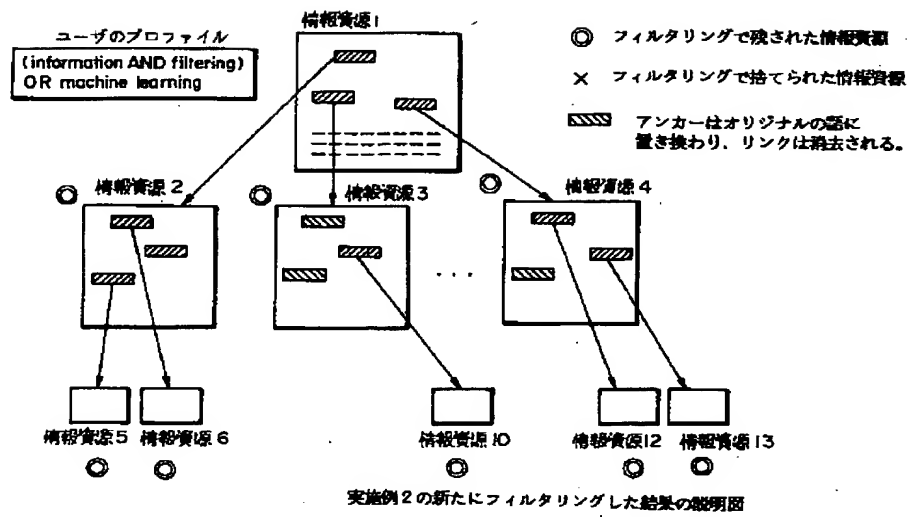 ユーザのプロファイル
(information AND filtering)
OR machine learning
情報資源1
◎ フィルタリングで残された情報資源
× フィルタリングで捨てられた情報資源
アンカーはオリジナルの語に
置き換わり、リンクは消去される。
情報資源2
情報資源3
情報資源4
・・・
情報資源5
情報資源6
情報資源10
情報資源12
情報資源13
実施例2の新たにフィルタリングした結果の説明図